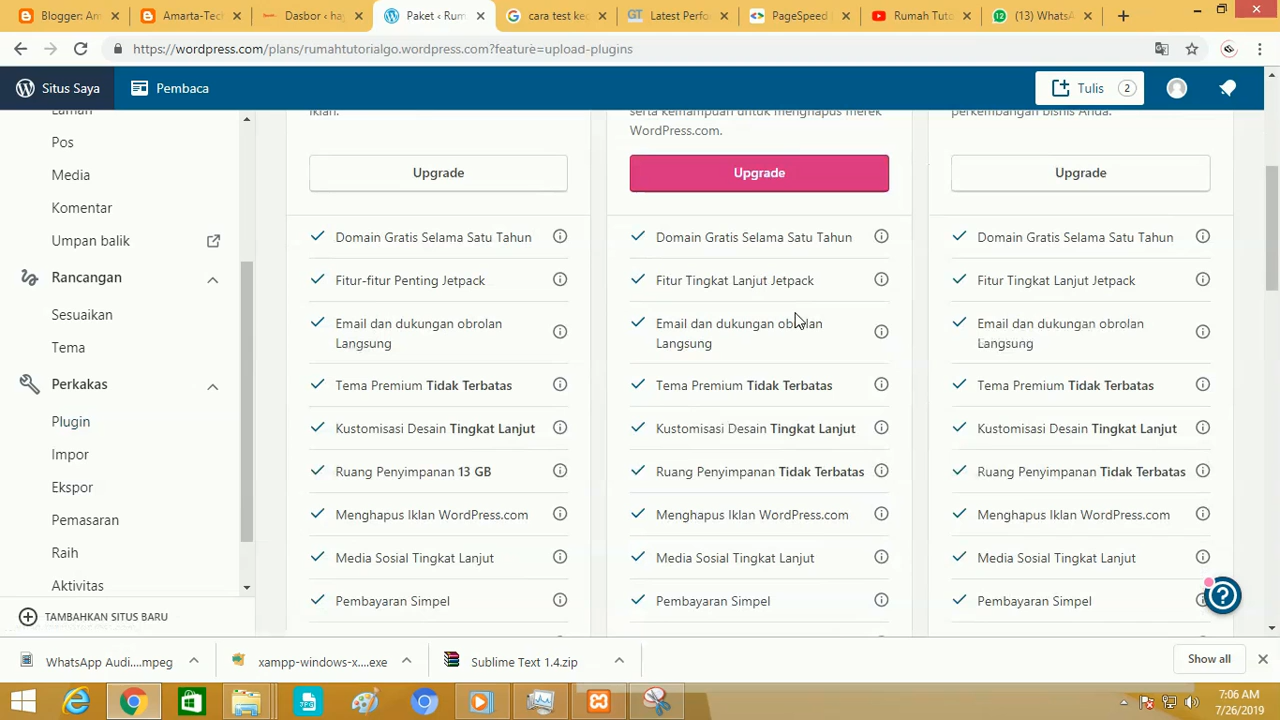 Blogger: Arm
Amarta-Tech
Dasbor ‹ hay
Paket ‹ Rum
cara test kec
Latest Perfo
PageSpeed
Rumah Tuto
(13) WhatsA
https://wordpress.com/plans/rumahtutorialgo.wordpress.com?feature=upload-plugins
Situs Saya
Pembaca
Tulis 2
Laman
Pos
Media
Komentar
Umpan balik
Rancangan
Sesuaikan
Tema
Perkakas
Plugin
Impor
Ekspor
Pemasaran
Raih
Aktivitas
TAMBAHKAN SITUS BARU
iklan.
Upgrade
Domain Gratis Selama Satu Tahun
Fitur-fitur Penting Jetpack
Email dan dukungan obrolan
Langsung
Tema Premium Tidak Terbatas
Kustomisasi Desain Tingkat Lanjut
Ruang Penyimpanan 13 GB
Menghapus Iklan WordPress.com
Media Sosial Tingkat Lanjut
Pembayaran Simpel
serta kemampuan untuk menghapus merek
WordPress.com.
Upgrade
Domain Gratis Selama Satu Tahun
Fitur Tingkat Lanjut Jetpack
Email dan dukungan obrolan
Langsung
Tema Premium Tidak Terbatas
Kustomisasi Desain Tingkat Lanjut
Ruang Penyimpanan Tidak Terbatas
Menghapus Iklan WordPress.com
Media Sosial Tingkat Lanjut
Pembayaran Simpel
perkembangan bisnis Anda.
Upgrade
Domain Gratis Selama Satu Tahun
Fitur Tingkat Lanjut Jetpack
Email dan dukungan obrolan
Langsung
Tema Premium Tidak Terbatas
Kustomisasi Desain Tingkat Lanjut
Ruang Penyimpanan Tidak Terbatas
Menghapus Iklan WordPress.com
Media Sosial Tingkat Lanjut
Pembayaran Simpel
WhatsApp Audi....mpeg
xampp-windows-x....exe
Sublime Text 1.4.zip
Show all
7:06 AM
7/26/2019